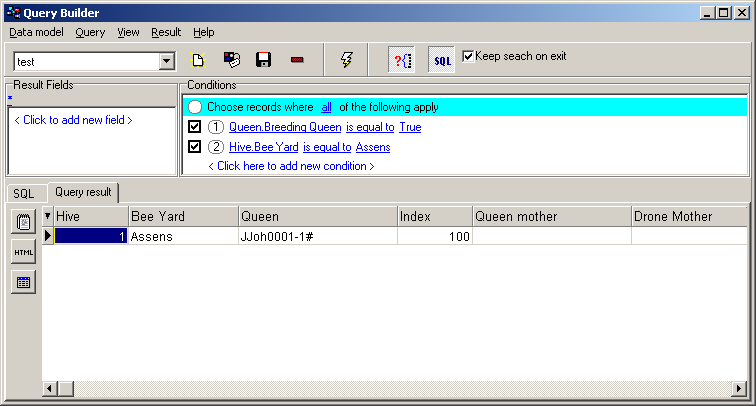 Query Builder
Data model Query View Result Help
test
?{ SQL Keep seach on exit
Result Fields
*
< Click to add new field >
Conditions
Choose records where all of the following apply
1 Queen.Breeding Queen is equal to True
2 Hive.Bee Yard is equal to Assens
< Click here to add new condition >
SQL Query result
Hive Bee Yard Queen Index Queen mother Drone Mother
1 Assens JJoh0001-1# 100
HTML